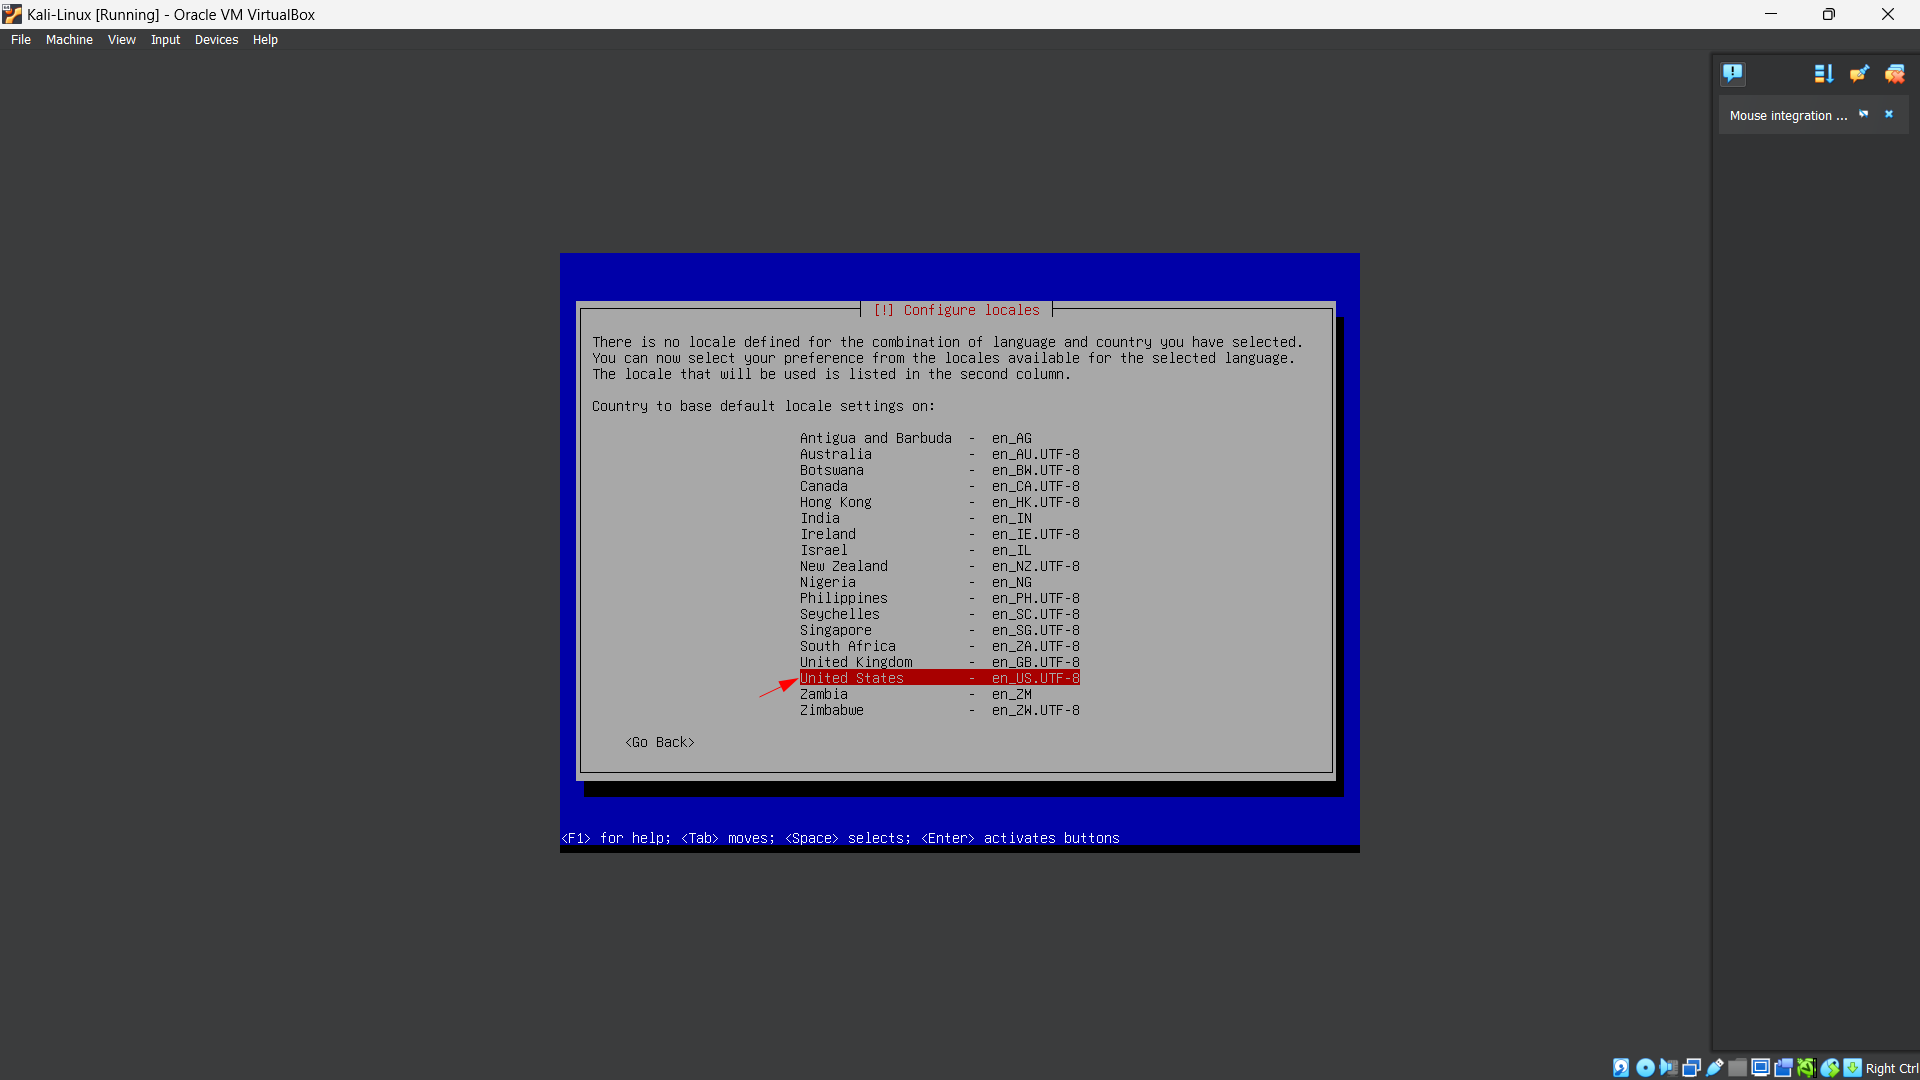 Kali-Linux [Running] - Oracle VM VirtualBox
File Machine View Input Devices Help
Mouse integration ...
[!] Configure locales
There is no locale defined for the combination of language and country you have selected.
You can now select your preference from the locales available for the selected language.
The locale that will be used is listed in the second column.
Country to base default locale settings on:
Antigua and Barbuda - en_AG
Australia - en_AU.UTF-8
Botswana - en_BW.UTF-8
Canada - en_CA.UTF-8
Hong Kong - en_HK.UTF-8
India - en_IN
Ireland - en_IE.UTF-8
Israel - en_IL
New Zealand - en_NZ.UTF-8
Nigeria - en_NG
Philippines - en_PH.UTF-8
Seychelles - en_SC.UTF-8
Singapore - en_SG.UTF-8
South Africa - en_ZA.UTF-8
United Kingdom - en_GB.UTF-8
United States - en_US.UTF-8
Zambia - en_ZM
Zimbabwe - en_ZW.UTF-8
<Go Back>
<F1> for help; <Tab> moves; <Space> selects; <Enter> activates buttons
Right Ctrl